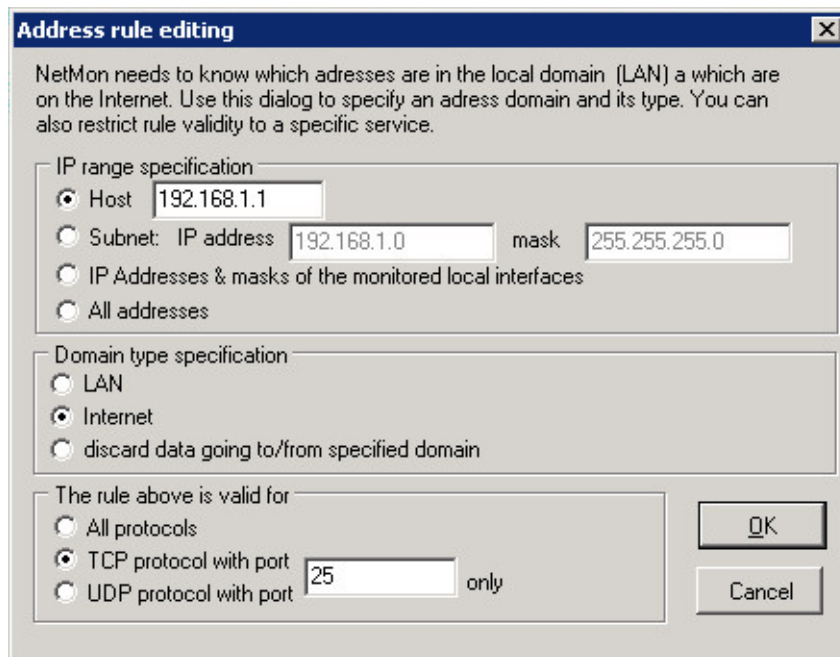 Address rule editing
NetMon needs to know which adresses are in the local domain (LAN) a which are
on the Internet. Use this dialog to specify an adress domain and its type. You can
also restrict rule validity to a specific service.
IP range specification
Host 192.168.1.1
Subnet: IP address 192.168.1.0 mask 255.255.255.0
IP Addresses & masks of the monitored local interfaces
All addresses
Domain type specification
LAN
Internet
discard data going to/from specified domain
The rule above is valid for
All protocols
TCP protocol with port
25 only
UDP protocol with port
OK
Cancel